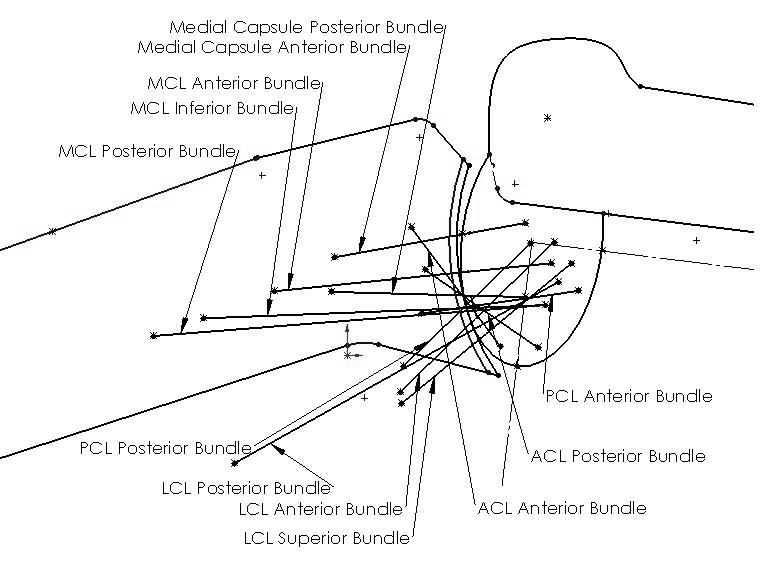 Medial Capsule Posterior Bundle
Medial Capsule Anterior Bundle
MCL Anterior Bundle
MCL Inferior Bundle
MCL Posterior Bundle
PCL Anterior Bundle
PCL Posterior Bundle
ACL Posterior Bundle
LCL Posterior Bundle
LCL Anterior Bundle
ACL Anterior Bundle
LCL Superior Bundle